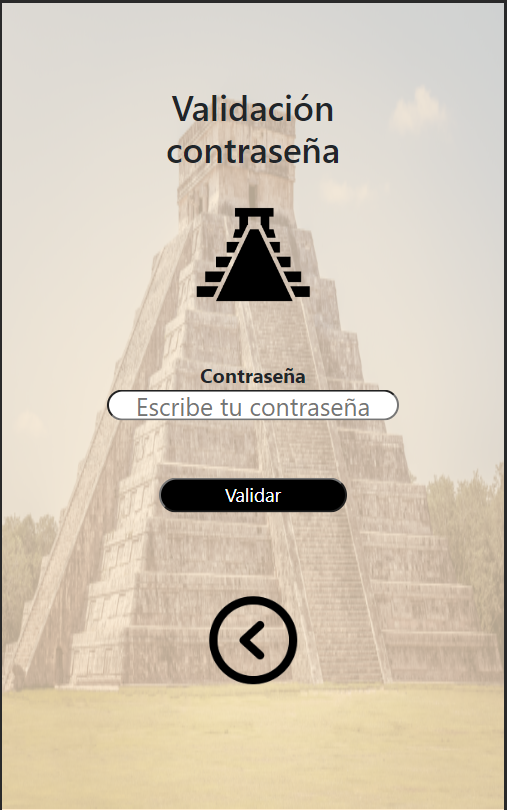 Validación
contraseña
Contraseña
Escribe tu contraseña
Validar